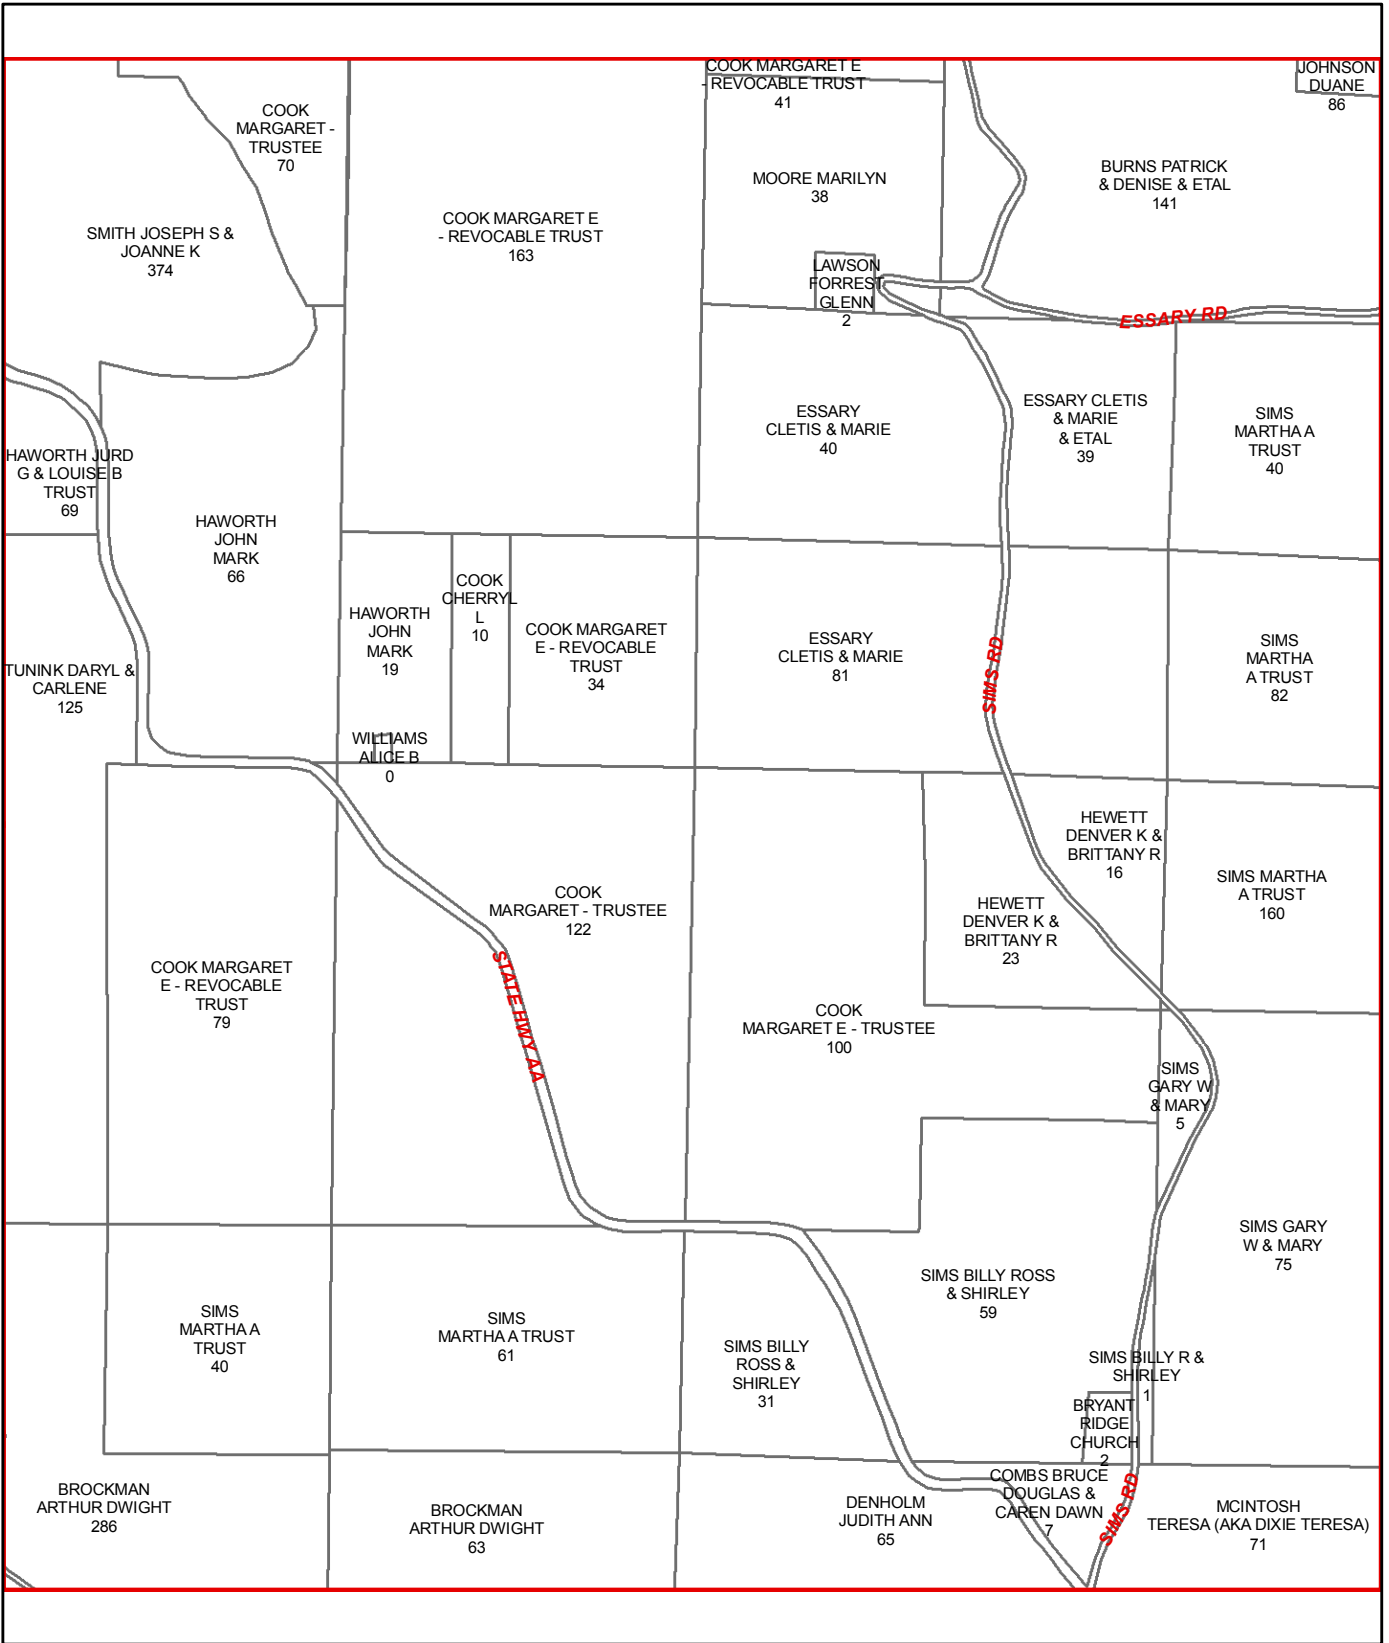 COOK MARGARET E
- REVOCABLE TRUST
41
JOHNSON
DUANE
86
COOK
MARGARET -
TRUSTEE
70
MOORE MARILYN
38
BURNS PATRICK
& DENISE & ETAL
141
SMITH JOSEPH S &
JOANNE K
374
COOK MARGARET E
- REVOCABLE TRUST
163
LAWSON
FORREST
GLENN
2
ESSARY RD
ESSARY
CLETIS & MARIE
40
ESSARY CLETIS
& MARIE
& ETAL
39
SIMS
MARTHA A
TRUST
40
HAWORTH JURD
G & LOUISE B
TRUST
69
HAWORTH
JOHN
MARK
66
HAWORTH
JOHN
MARK
19
COOK
CHERRYL
L
10
COOK MARGARET
E - REVOCABLE
TRUST
34
ESSARY
CLETIS & MARIE
81
SIMS RD
SIMS
MARTHA
A TRUST
82
TUNINK DARYL &
CARLENE
125
WILLIAMS
ALICE B
0
HEWETT
DENVER K &
BRITTANY R
16
SIMS MARTHA
A TRUST
160
COOK
MARGARET - TRUSTEE
122
HEWETT
DENVER K &
BRITTANY R
23
COOK MARGARET
E - REVOCABLE
TRUST
79
STATE HWY AA
COOK
MARGARET E - TRUSTEE
100
SIMS
GARY W
& MARY
5
SIMS GARY
W & MARY
75
SIMS BILLY ROSS
& SHIRLEY
59
SIMS
MARTHA A
TRUST
40
SIMS
MARTHA A TRUST
61
SIMS BILLY
ROSS &
SHIRLEY
31
SIMS BILLY R &
SHIRLEY
1
BRYANT
RIDGE
CHURCH
2
BROCKMAN
ARTHUR DWIGHT
286
BROCKMAN
ARTHUR DWIGHT
63
DENHOLM
JUDITH ANN
65
COMBS BRUCE
DOUGLAS &
CAREN DAWN
7
SIMS RD
MCINTOSH
TERESA (AKA DIXIE TERESA)
71